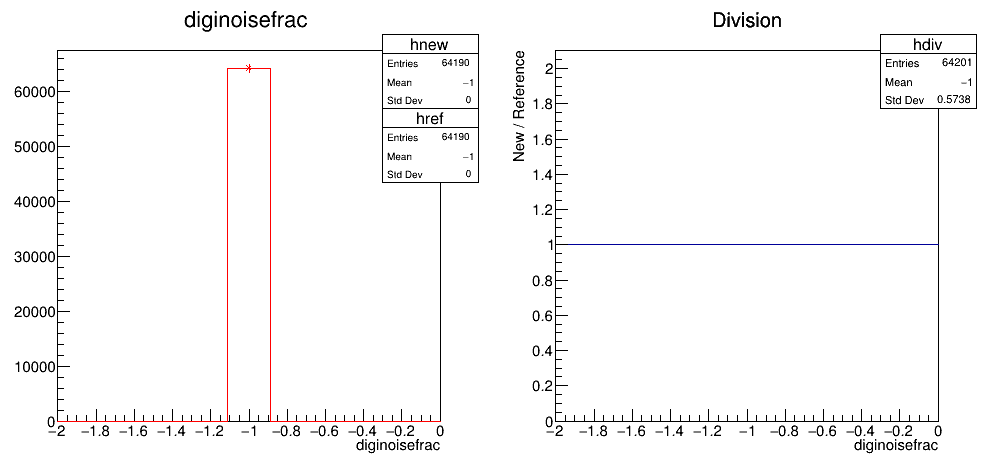 diginoisefrac
hnew
Entries 64190
Mean −1
Std Dev 0
href
Entries 64190
Mean −1
Std Dev 0
60000
50000
40000
30000
20000
10000
0
−2 −1.8 −1.6 −1.4 −1.2 −1 −0.8 −0.6 −0.4 −0.2 0
diginoisefrac
Division
hdiv
Entries 64201
Mean −1
Std Dev 0.5738
New / Reference
2
1.8
1.6
1.4
1.2
1
0.8
0.6
0.4
0.2
0
−2 −1.8 −1.6 −1.4 −1.2 −1 −0.8 −0.6 −0.4 −0.2 0
diginoisefrac